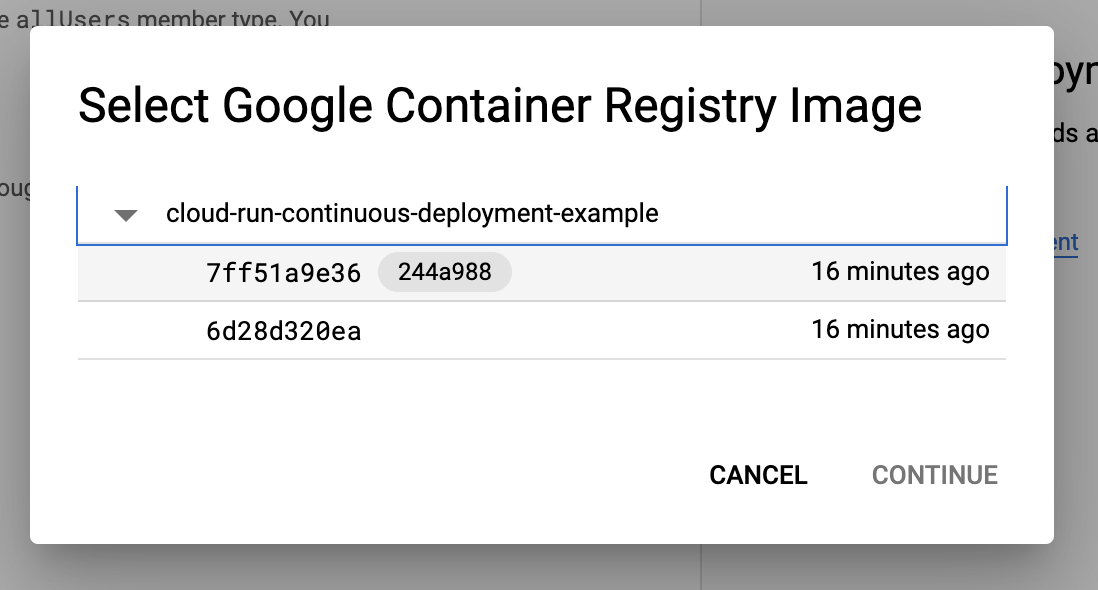 e allUsers member type. You
Select Google Container Registry Image
cloud-run-continuous-deployment-example
7ff51a9e36 244a988 16 minutes ago
6d28d320ea 16 minutes ago
CANCEL CONTINUE
oug
oyn
ds a
ent